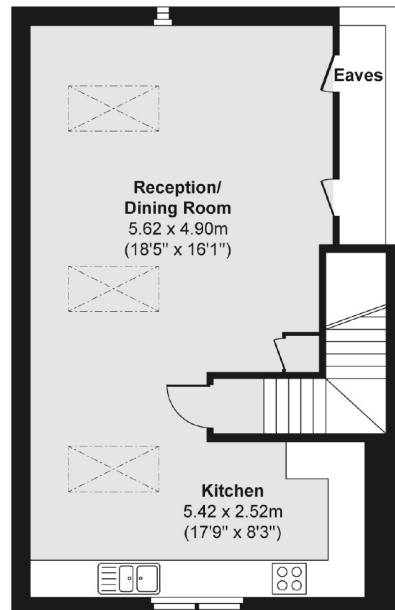 Eaves
Reception/
Dining Room
5.62 x 4.90m
(18'5" x 16'1")
Kitchen
5.42 x 2.52m
(17'9" x 8'3")